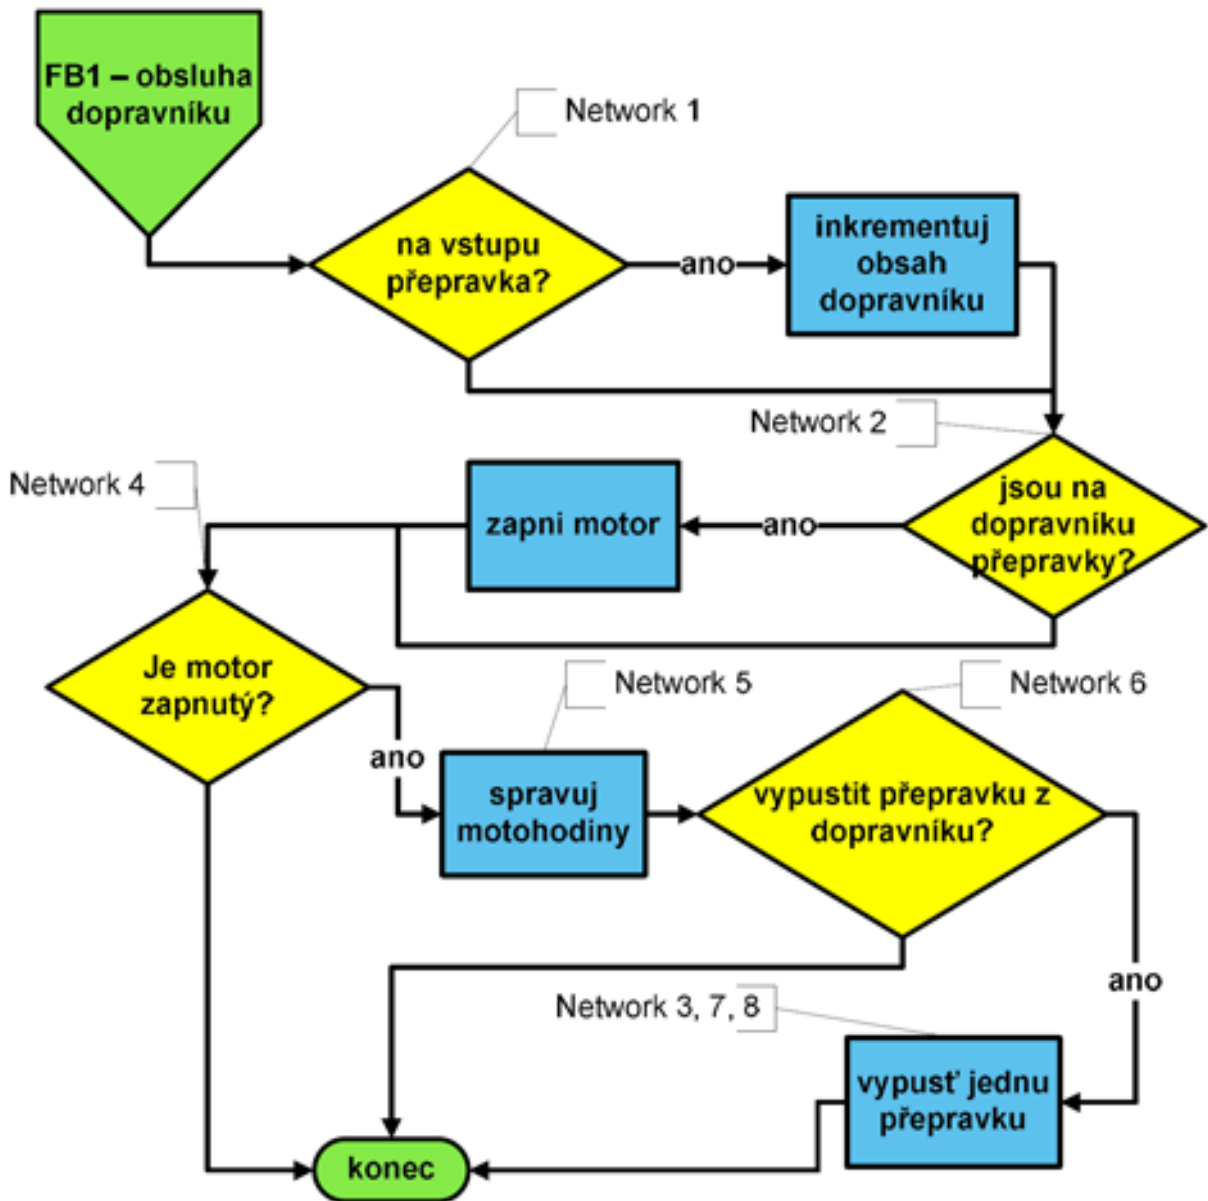 FB1 – obsluha
dopravníku
Network 1
na vstupu
přepravka?
ano
inkrementuj
obsah
dopravníku
Network 2
jsou na
dopravníku
přepravky?
ano
zapni motor
Network 4
Je motor
zapnutý?
ano
Network 5
spravuj
motohodiny
Network 6
vypustit přepravku z
dopravníku?
ano
Network 3, 7, 8
vypusť jednu
přepravku
konec